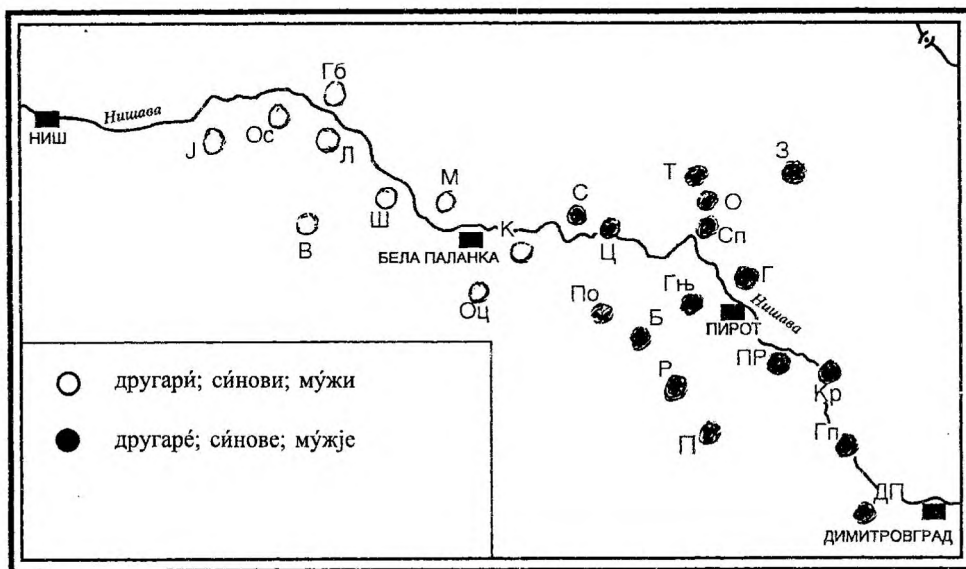 Гб
Нишава
НИШ
Ј
Ос
Л
Ш
М
В
БЕЛА ПАЛАНКА
К
Оц
С
Ц
Т
З
О
Сп
Г
Гњ
Нишава
ПИРОТ
По
Б
Р
П
ПР
Кр
Гп
ДП
ДИМИТРОВГРАД
другари́; си́нови; му́жи
другаре́; си́нове; му́жје